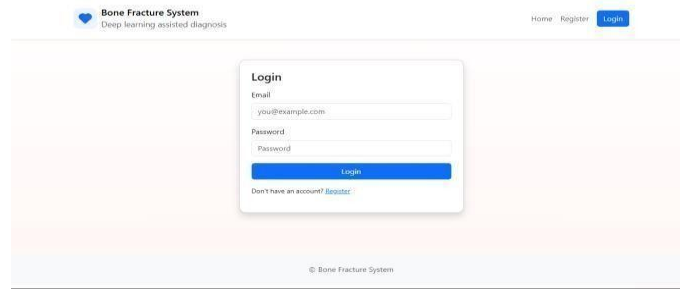 Bone Fracture System
Deep learning assisted diagnosis
Home Register Login
Login
Email
you@example.com
Password
Password
Login
Don't have an account? Register
© Bone Fracture System